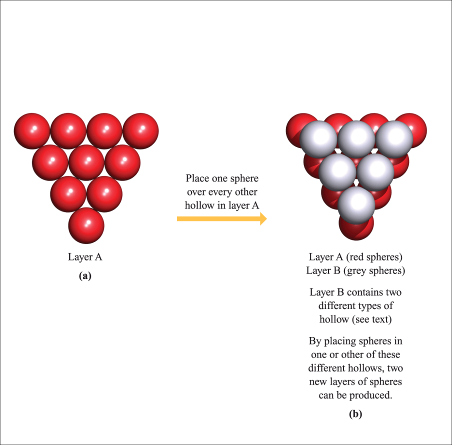 Place one sphere
over every other
hollow in layer A
Layer A
(a)
Layer A (red spheres)
Layer B (grey spheres)
Layer B contains two
different types of
hollow (see text)
By placing spheres in
one or other of these
different hollows, two
new layers of spheres
can be produced.
(b)